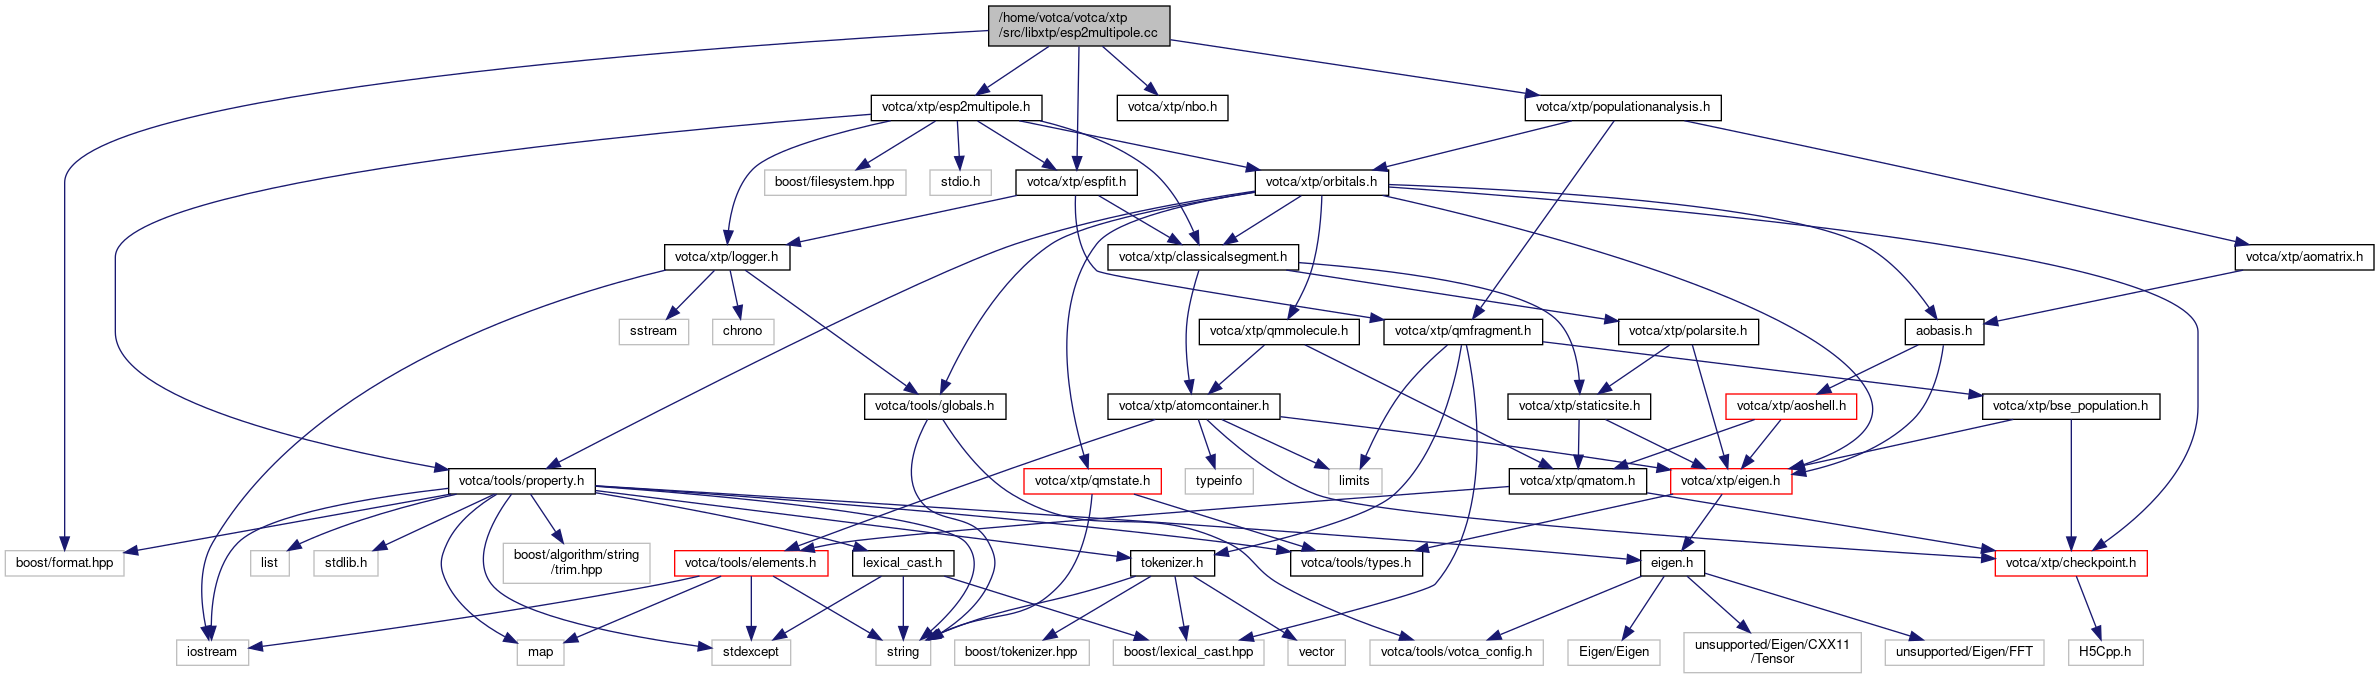 /home/votca/votca/xtp
/src/libxtp/esp2multipole.cc
votca/xtp/esp2multipole.h
votca/xtp/nbo.h
votca/xtp/populationanalysis.h
boost/filesystem.hpp
stdio.h
votca/xtp/espfit.h
votca/xtp/orbitals.h
votca/xtp/logger.h
votca/xtp/classicalsegment.h
votca/xtp/aomatrix.h
sstream
chrono
votca/xtp/qmmolecule.h
votca/xtp/qmfragment.h
votca/xtp/polarsite.h
aobasis.h
votca/tools/globals.h
votca/xtp/atomcontainer.h
votca/xtp/staticsite.h
votca/xtp/aoshell.h
votca/xtp/bse_population.h
votca/tools/property.h
votca/xtp/qmstate.h
typeinfo
limits
votca/xtp/qmatom.h
votca/xtp/eigen.h
boost/format.hpp
list
stdlib.h
boost/algorithm/string
/trim.hpp
votca/tools/elements.h
lexical_cast.h
tokenizer.h
votca/tools/types.h
eigen.h
votca/xtp/checkpoint.h
iostream
map
stdexcept
string
boost/tokenizer.hpp
boost/lexical_cast.hpp
vector
votca/tools/votca_config.h
Eigen/Eigen
unsupported/Eigen/CXX11
/Tensor
unsupported/Eigen/FFT
H5Cpp.h